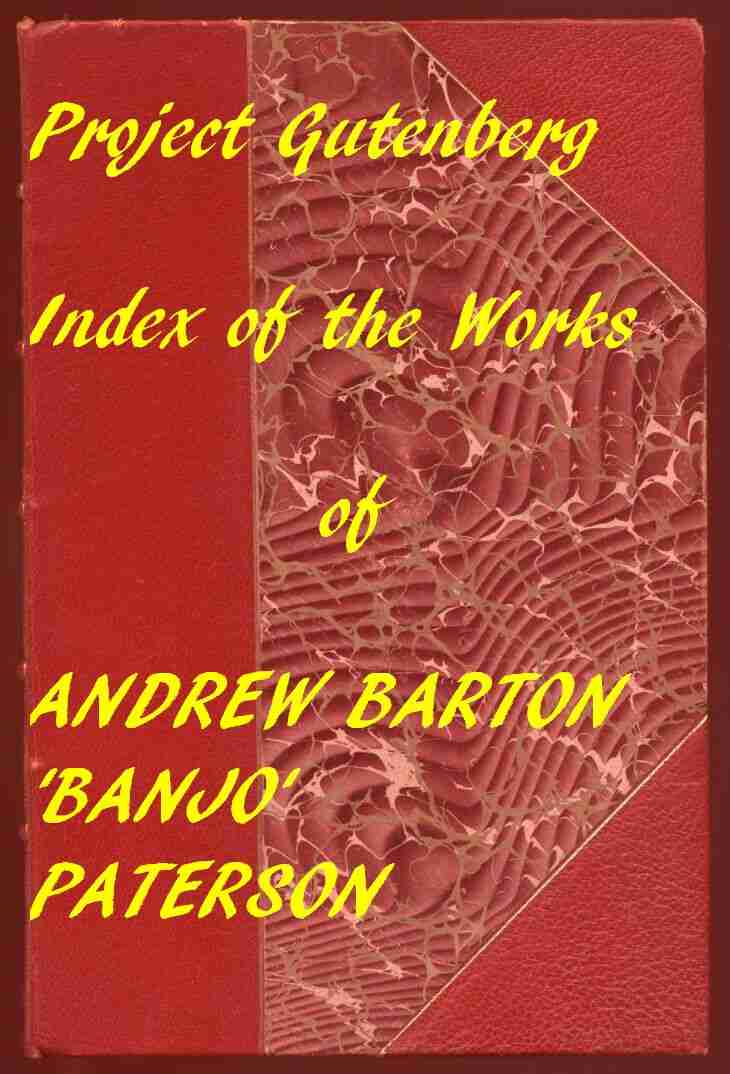 Project Gutenberg
Index of the Works
of
ANDREW BARTON
'BANJO'
PATERSON